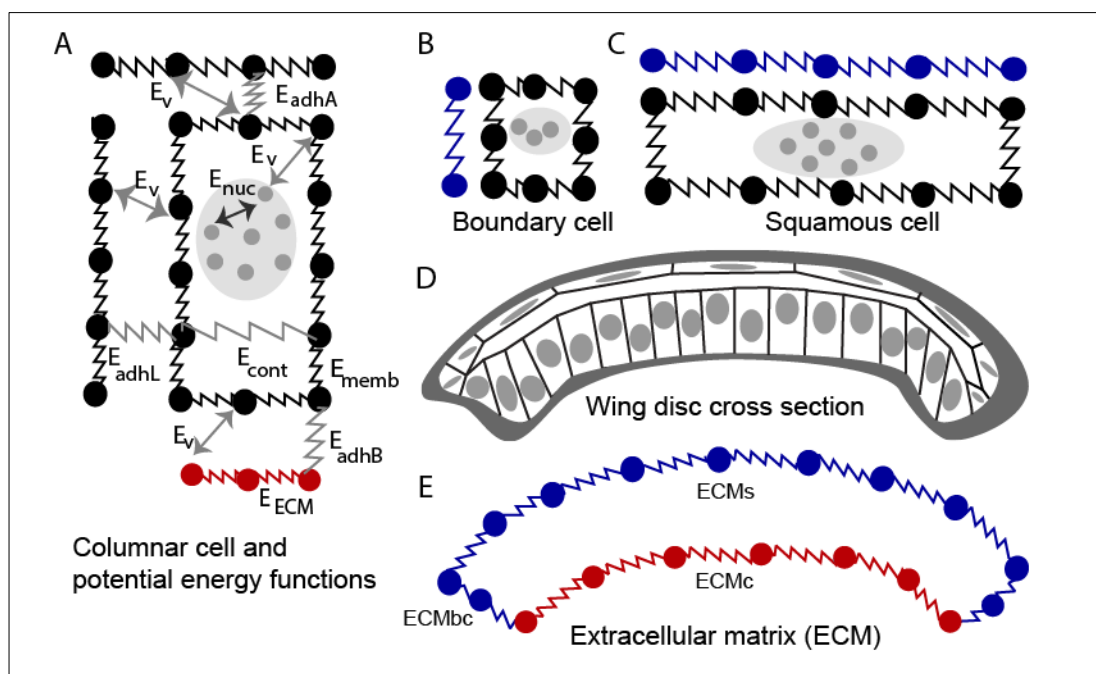 A
E_v
E_adhA
E_v
E_v
E_nuc
E_adhL
E_cont
E_memb
E_v
E_adhB
E_ECM
Columnar cell and
potential energy functions
B
Boundary cell
C
Squamous cell
D
Wing disc cross section
E
ECMs
ECMc
ECMbc
Extracellular matrix (ECM)